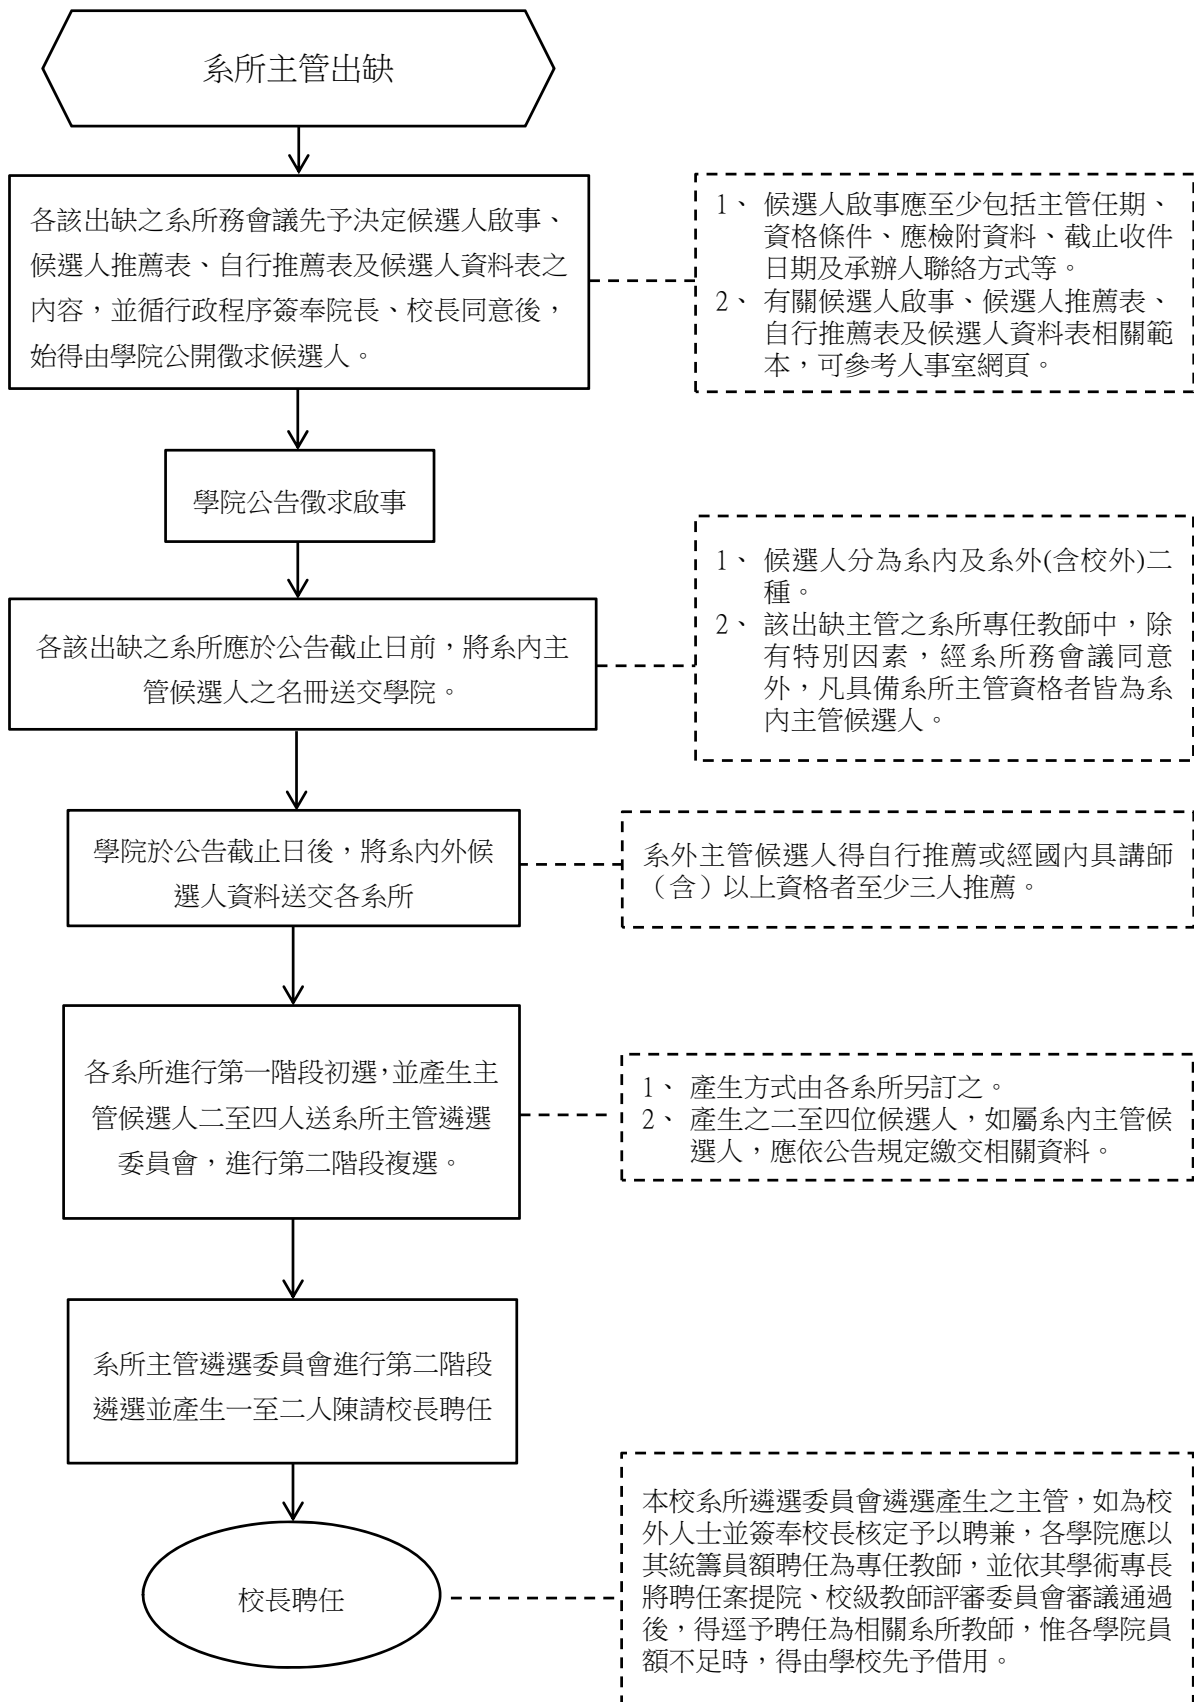 系所主管出缺
各該出缺之系所務會議先予決定候選人啟事、
候選人推薦表、自行推薦表及候選人資料表之
內容，並循行政程序簽奉院長、校長同意後，
始得由學院公開徵求候選人。
1、 候選人啟事應至少包括主管任期、
資格條件、應檢附資料、截止收件
日期及承辦人聯絡方式等。
2、 有關候選人啟事、候選人推薦表、
自行推薦表及候選人資料表相關範
本，可參考人事室網頁。
學院公告徵求啟事
各該出缺之系所應於公告截止日前，將系內主
管候選人之名冊送交學院。
1、 候選人分為系內及系外(含校外)二
種。
2、 該出缺主管之系所專任教師中，除
有特別因素，經系所務會議同意
外，凡具備系所主管資格者皆為系
內主管候選人。
學院於公告截止日後，將系內外候
選人資料送交各系所
系外主管候選人得自行推薦或經國內具講師
（含）以上資格者至少三人推薦。
各系所進行第一階段初選，並產生主
管候選人二至四人送系所主管遴選
委員會，進行第二階段複選。
1、 產生方式由各系所另訂之。
2、 產生之二至四位候選人，如屬系內主管候
選人，應依公告規定繳交相關資料。
系所主管遴選委員會進行第二階段
遴選並產生一至二人陳請校長聘任
校長聘任
本校系所遴選委員會遴選產生之主管，如為校
外人士並簽奉校長核定予以聘兼，各學院應以
其統籌員額聘任為專任教師，並依其學術專長
將聘任案提院、校級教師評審委員會審議通過
後，得逕予聘任為相關系所教師，惟各學院員
額不足時，得由學校先予借用。